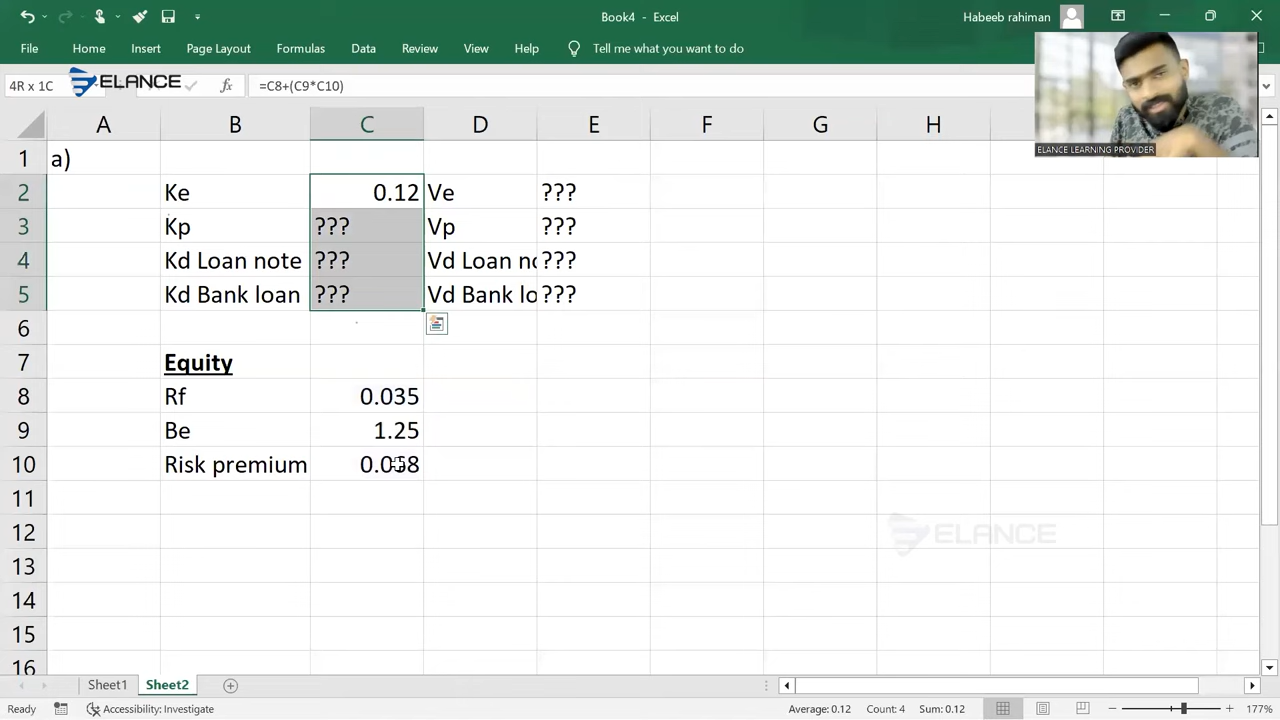 Book4 - Excel
Habeeb rahiman
File Home Insert Page Layout Formulas Data Review View Help Tell me what you want to do
4R x 1C
ELANCE
fx =C8+(C9*C10)
ELANCE LEARNING PROVIDER
A B C D E F G H
1 a)
2 Ke 0.12 Ve ???
3 Kp ??? Vp ???
4 Kd Loan note ??? Vd Loan no ???
5 Kd Bank loan ??? Vd Bank lo ???
6
7 Equity
8 Rf 0.035
9 Be 1.25
10 Risk premium 0.068
11
12
ELANCE
13
14
15
16
Sheet1 Sheet2
Ready Accessibility: Investigate Average: 0.12 Count: 4 Sum: 0.12 177%